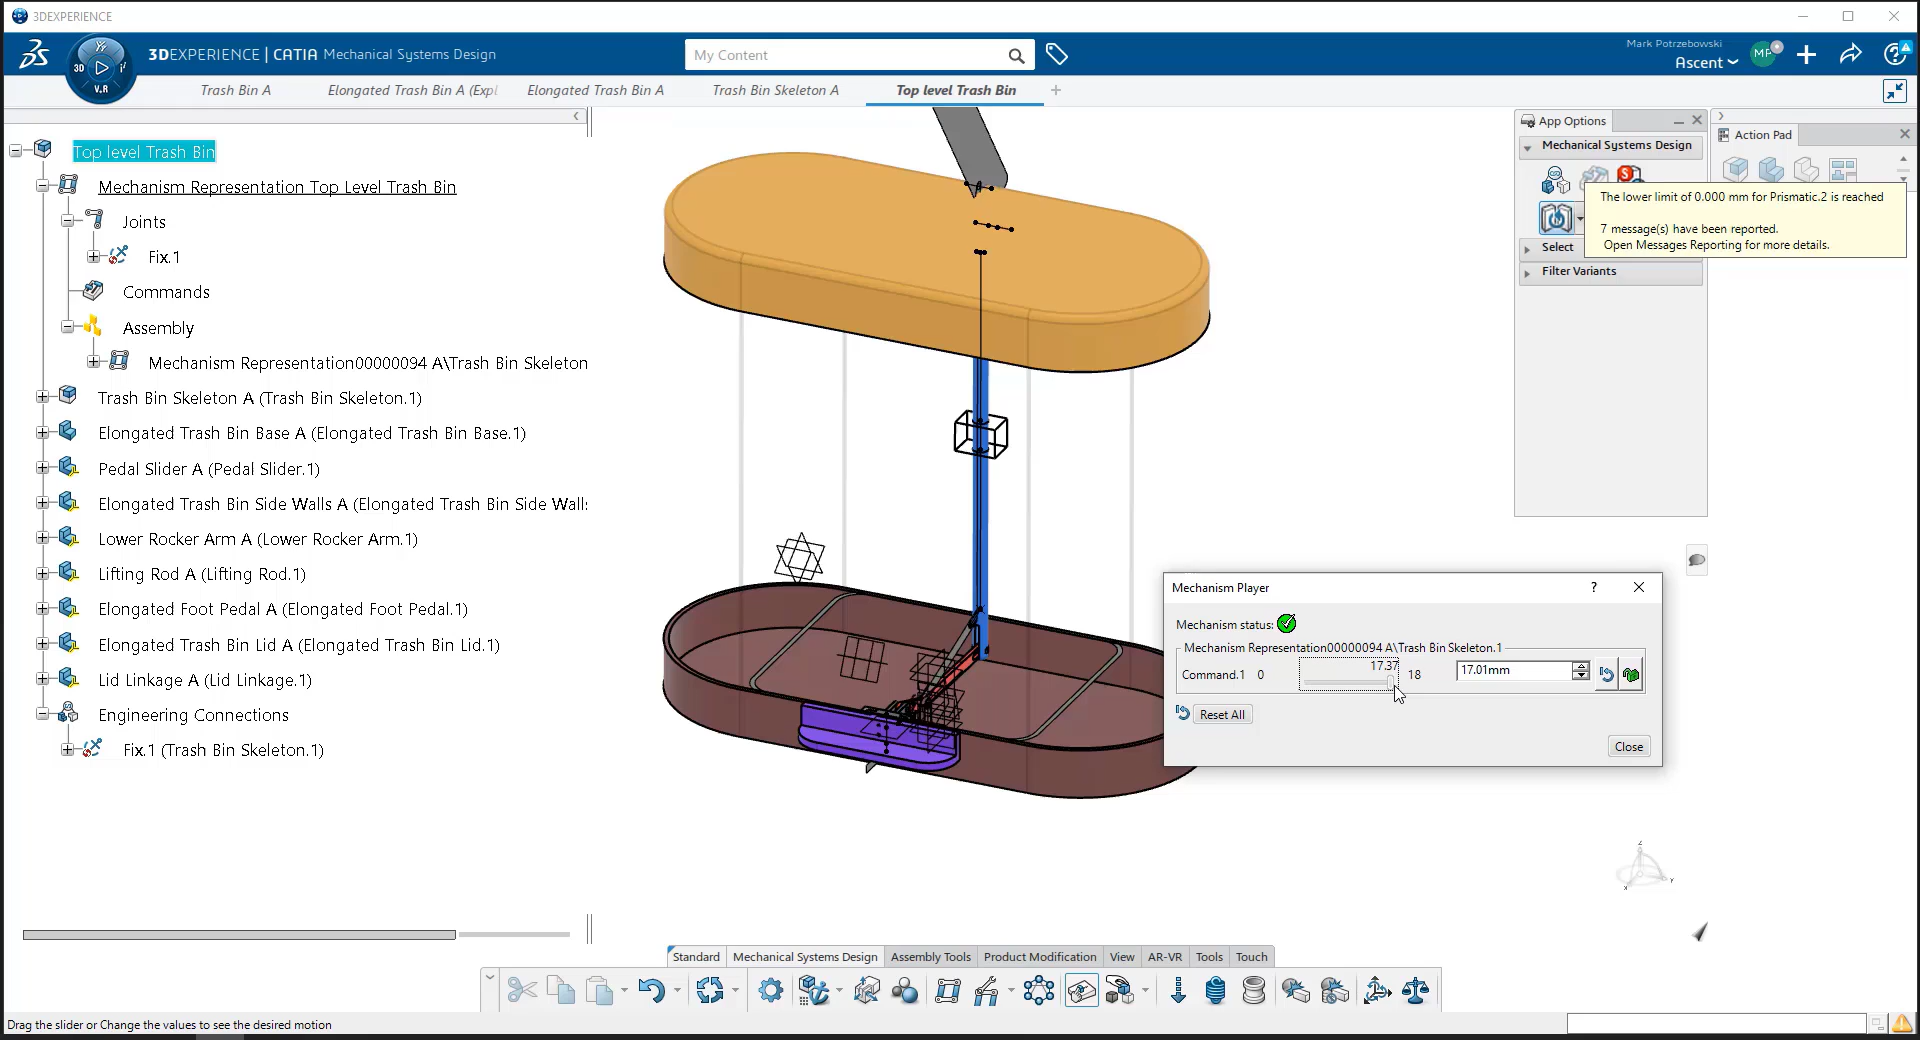 3DEXPERIENCE
3DEXPERIENCE | CATIA Mechanical Systems Design
My Content
Mark Potrzebowski
Ascent
MP
3D
V.R
Trash Bin A
Elongated Trash Bin A (Expl
Elongated Trash Bin A
Trash Bin Skeleton A
Top level Trash Bin
Top level Trash Bin
Mechanism Representation Top Level Trash Bin
Joints
Fix.1
Commands
Assembly
Mechanism Representation00000094 A\Trash Bin Skeleton
Trash Bin Skeleton A (Trash Bin Skeleton.1)
Elongated Trash Bin Base A (Elongated Trash Bin Base.1)
Pedal Slider A (Pedal Slider.1)
Elongated Trash Bin Side Walls A (Elongated Trash Bin Side Walls
Lower Rocker Arm A (Lower Rocker Arm.1)
Lifting Rod A (Lifting Rod.1)
Elongated Foot Pedal A (Elongated Foot Pedal.1)
Elongated Trash Bin Lid A (Elongated Trash Bin Lid.1)
Lid Linkage A (Lid Linkage.1)
Engineering Connections
Fix.1 (Trash Bin Skeleton.1)
App Options
Mechanical Systems Design
Select
Filter Variants
Action Pad
The lower limit of 0.000 mm for Prismatic.2 is reached
7 message(s) have been reported.
Open Messages Reporting for more details.
Mechanism Player
?
Mechanism status:
Mechanism Representation00000094 A\Trash Bin Skeleton.1
Command.1 0 17.37 18 17.01mm
Reset All
Close
Standard Mechanical Systems Design Assembly Tools Product Modification View AR-VR Tools Touch
Drag the slider or Change the values to see the desired motion